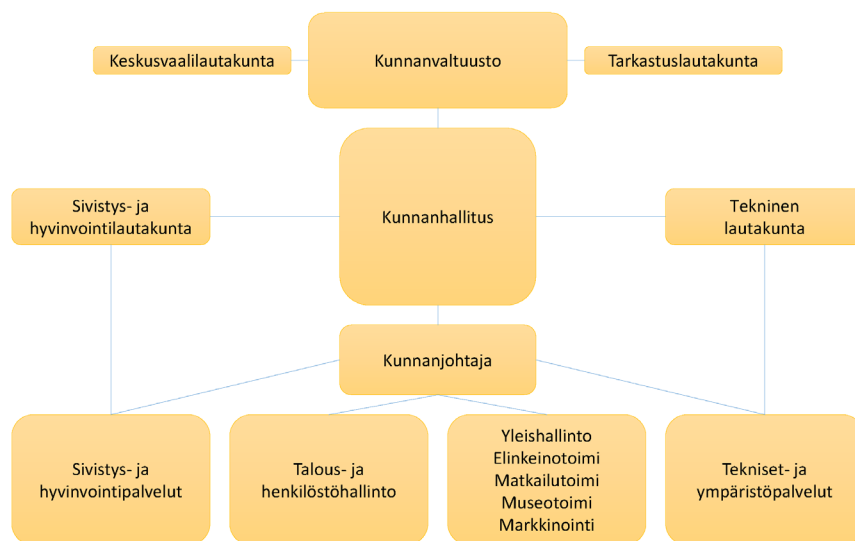 Keskusvaalilautakunta
Kunnanvaltuusto
Tarkastuslautakunta
Sivistys- ja
hyvinvointilautakunta
Kunnanhallitus
Tekninen
lautakunta
Kunnanjohtaja
Sivistys- ja
hyvinvointipalvelut
Talous- ja
henkilöstöhallinto
Yleishallinto
Elinkeinotoimi
Matkailutoimi
Museotoimi
Markkinointi
Tekniset- ja
ympäristöpalvelut